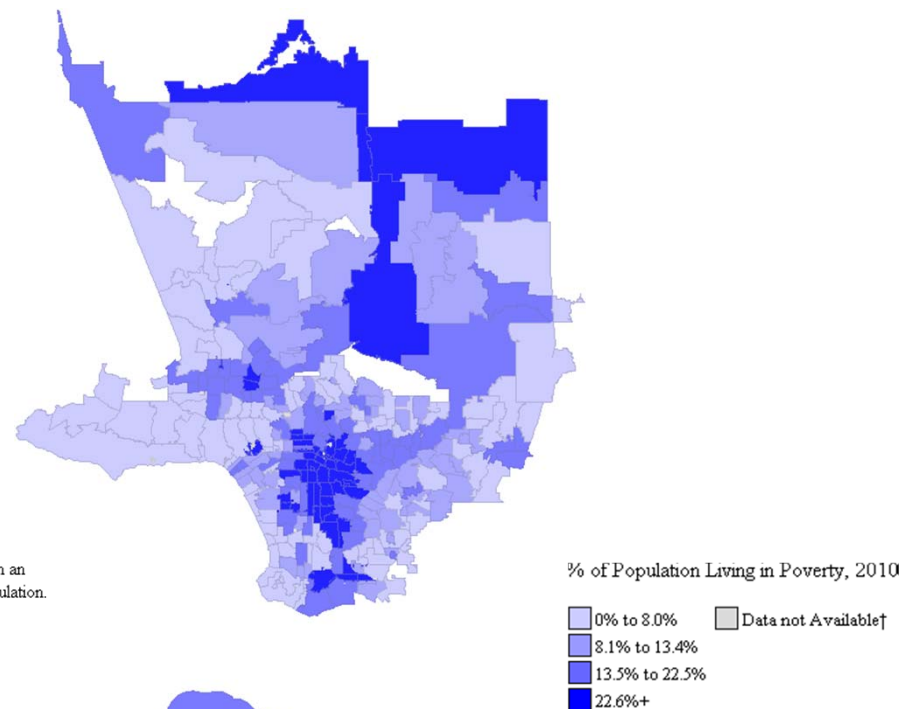 n an
ulation.
% of Population Living in Poverty, 2010
0% to 8.0%
Data not Available†
8.1% to 13.4%
13.5% to 22.5%
22.6%+